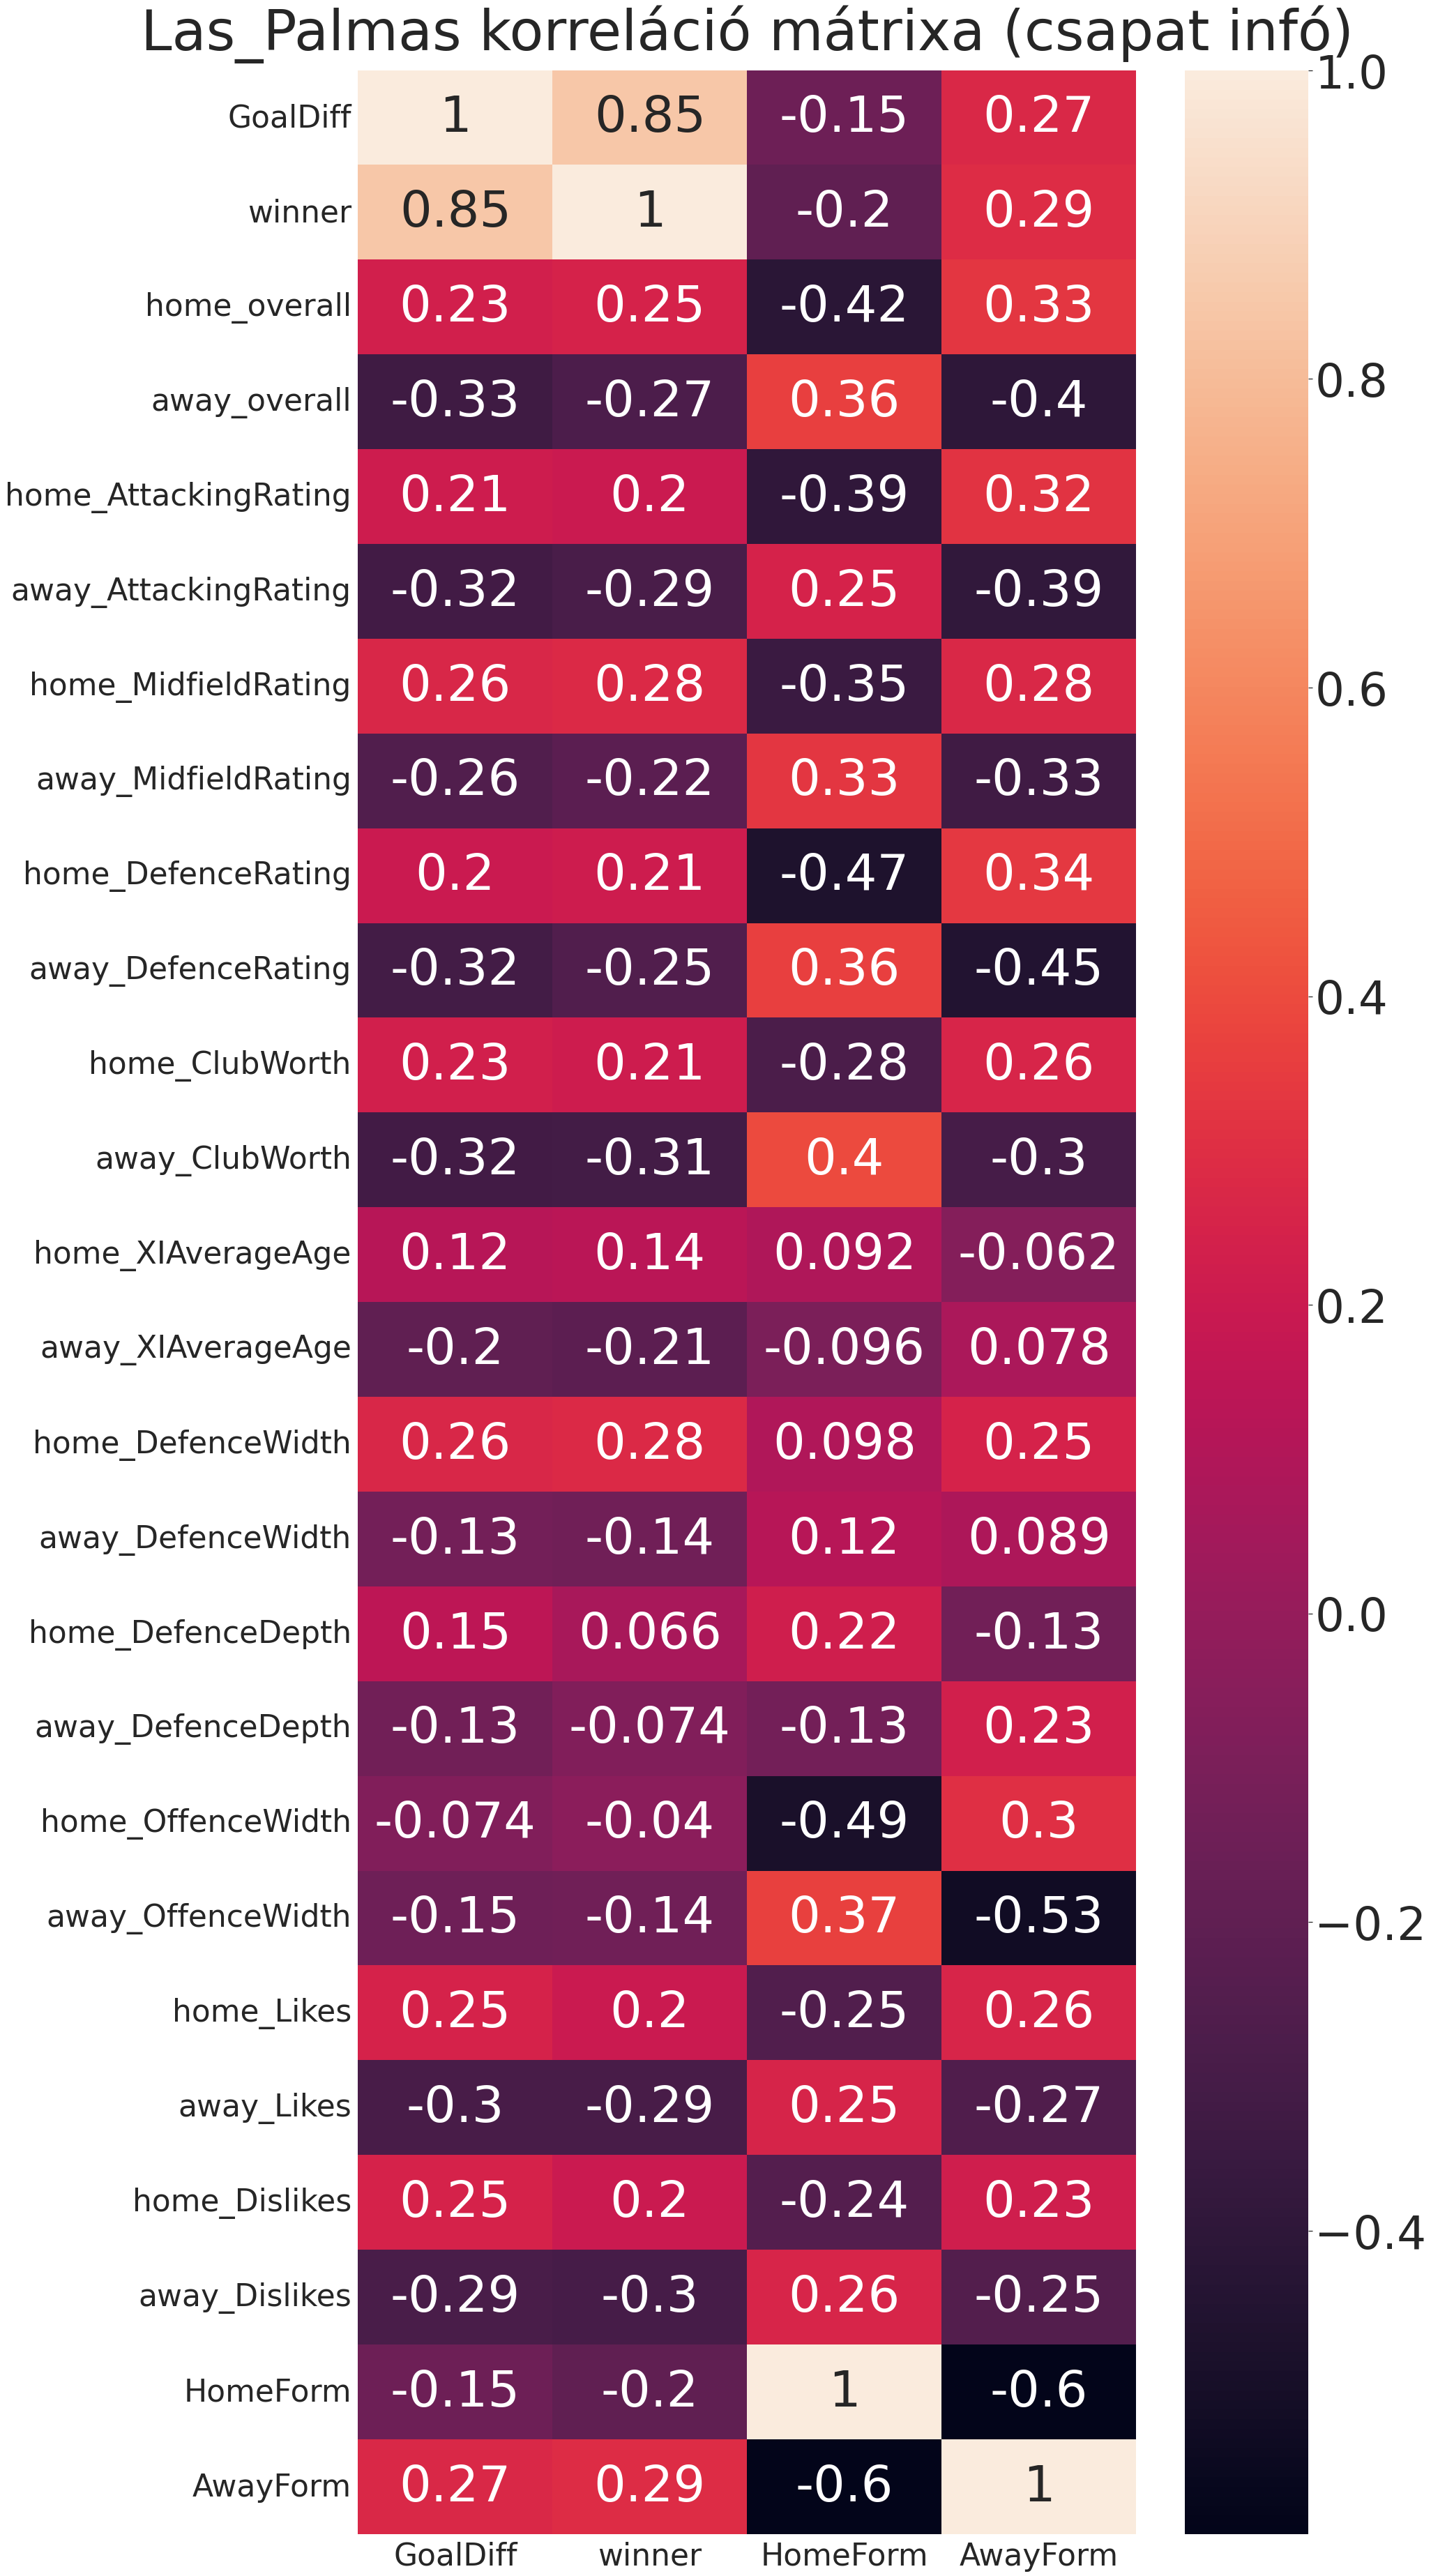 Las_Palmas korreláció mátrixa (csapat infó)
GoalDiff 1 0.85 -0.15 0.27
winner 0.85 1 -0.2 0.29
home_overall 0.23 0.25 -0.42 0.33
away_overall -0.33 -0.27 0.36 -0.4
home_AttackingRating 0.21 0.2 -0.39 0.32
away_AttackingRating -0.32 -0.29 0.25 -0.39
home_MidfieldRating 0.26 0.28 -0.35 0.28
away_MidfieldRating -0.26 -0.22 0.33 -0.33
home_DefenceRating 0.2 0.21 -0.47 0.34
away_DefenceRating -0.32 -0.25 0.36 -0.45
home_ClubWorth 0.23 0.21 -0.28 0.26
away_ClubWorth -0.32 -0.31 0.4 -0.3
home_XIAverageAge 0.12 0.14 0.092 -0.062
away_XIAverageAge -0.2 -0.21 -0.096 0.078
home_DefenceWidth 0.26 0.28 0.098 0.25
away_DefenceWidth -0.13 -0.14 0.12 0.089
home_DefenceDepth 0.15 0.066 0.22 -0.13
away_DefenceDepth -0.13 -0.074 -0.13 0.23
home_OffenceWidth -0.074 -0.04 -0.49 0.3
away_OffenceWidth -0.15 -0.14 0.37 -0.53
home_Likes 0.25 0.2 -0.25 0.26
away_Likes -0.3 -0.29 0.25 -0.27
home_Dislikes 0.25 0.2 -0.24 0.23
away_Dislikes -0.29 -0.3 0.26 -0.25
HomeForm -0.15 -0.2 1 -0.6
AwayForm 0.27 0.29 -0.6 1
GoalDiff winner HomeForm AwayForm
1.0
0.8
0.6
0.4
0.2
0.0
−0.2
−0.4